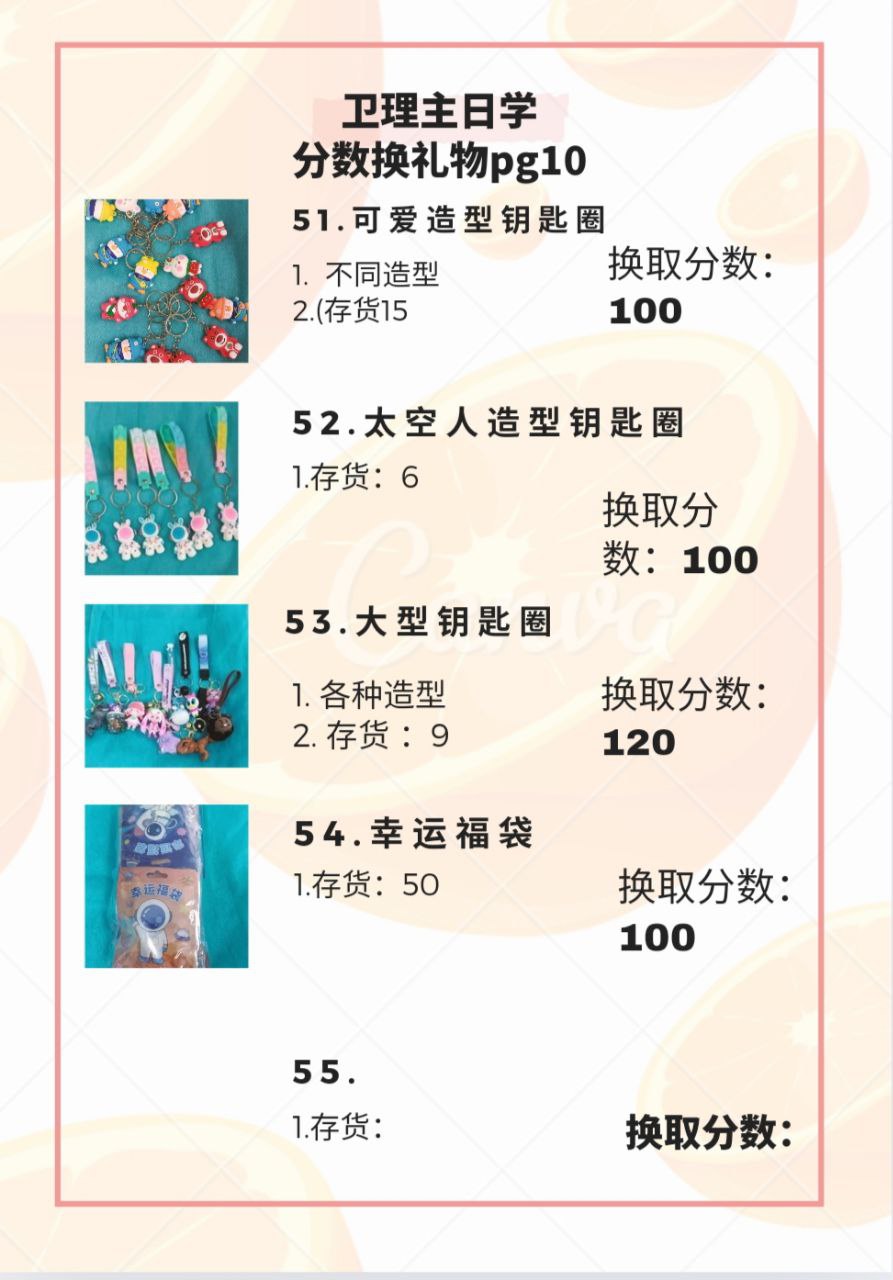 卫理主日学
分数换礼物pg10
51.可爱造型钥匙圈
1. 不同造型
2.(存货15
换取分数：
100
52.太空人造型钥匙圈
1.存货：6
换取分
数：100
53.大型钥匙圈
1. 各种造型
2. 存货 ：9
换取分数：
120
54.幸运福袋
1.存货：50
换取分数：
100
幸运福袋
55.
1.存货：
换取分数：
Canva